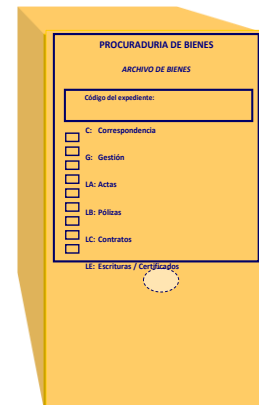 PROCURADURIA DE BIENES
ARCHIVO DE BIENES
Código del expediente:
C: Correspondencia
G: Gestión
LA: Actas
LB: Pólizas
LC: Contratos
LE: Escrituras / Certificados